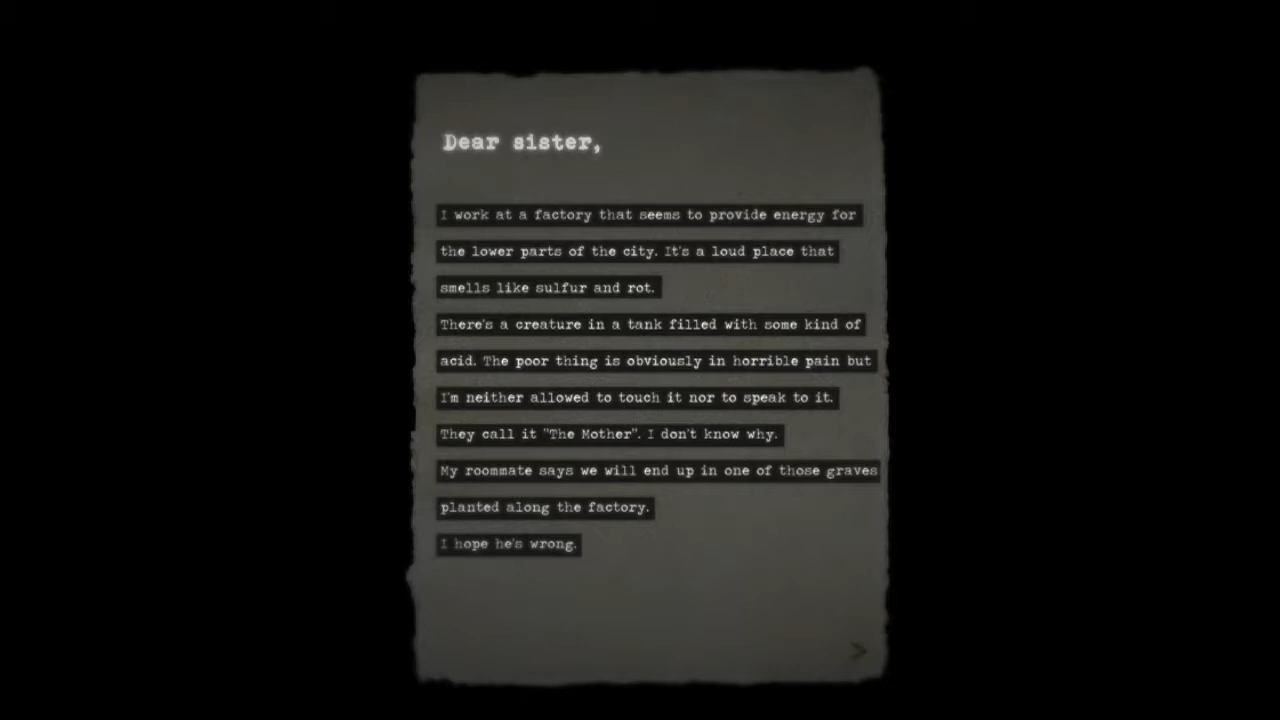 Dear sister,
I work at a factory that seems to provide energy for
the lower parts of the city. It's a loud place that
smells like sulfur and rot.
There's a creature in a tank filled with some kind of
acid. The poor thing is obviously in horrible pain but
I'm neither allowed to touch it nor to speak to it.
They call it "The Mother". I don't know why.
My roommate says we will end up in one of those graves
planted along the factory.
I hope he's wrong.